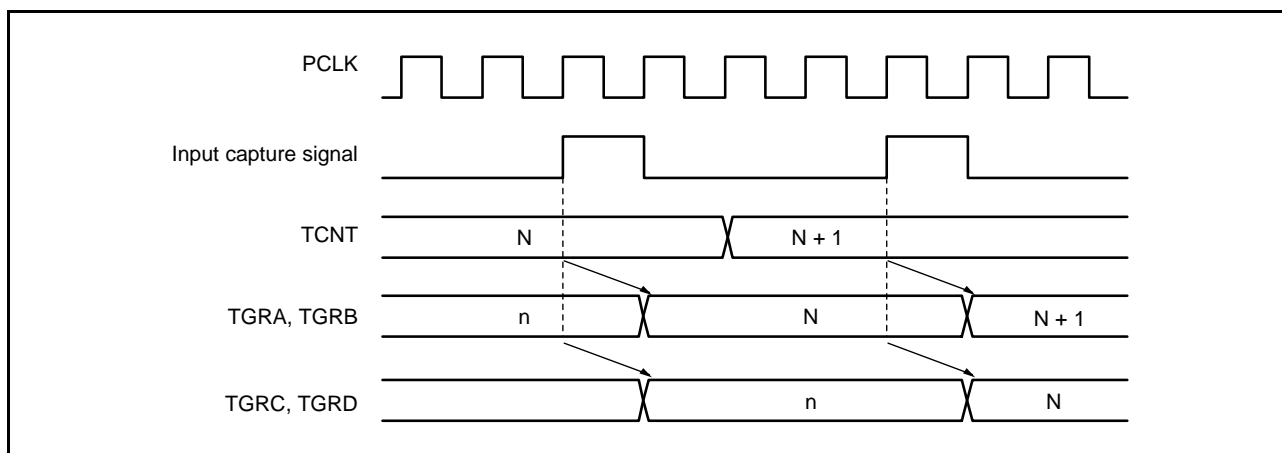 PCLK
Input capture signal
TCNT
N
N + 1
TGRA, TGRB
n
N
N + 1
TGRC, TGRD
n
N